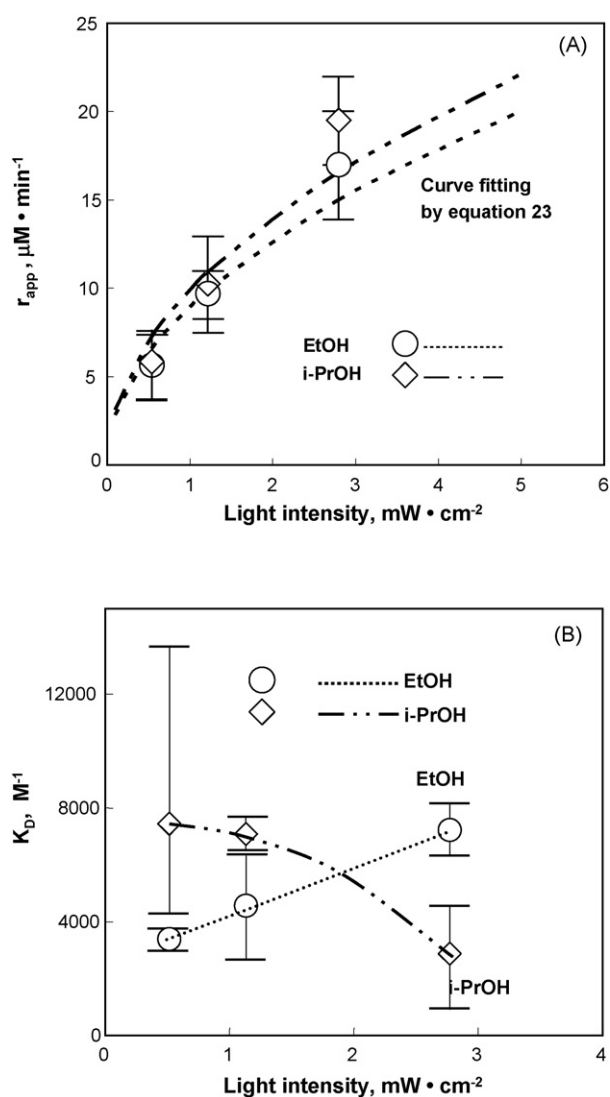 (A)
25
20
15
10
5
0
r_app , μM • min⁻¹
Curve fitting
by equation 23
EtOH
i-PrOH
0 1 2 3 4 5 6
Light intensity, mW • cm⁻²
(B)
12000
8000
4000
0
K_D, M⁻¹
EtOH
i-PrOH
EtOH
i-PrOH
0 1 2 3 4
Light intensity, mW • cm⁻²